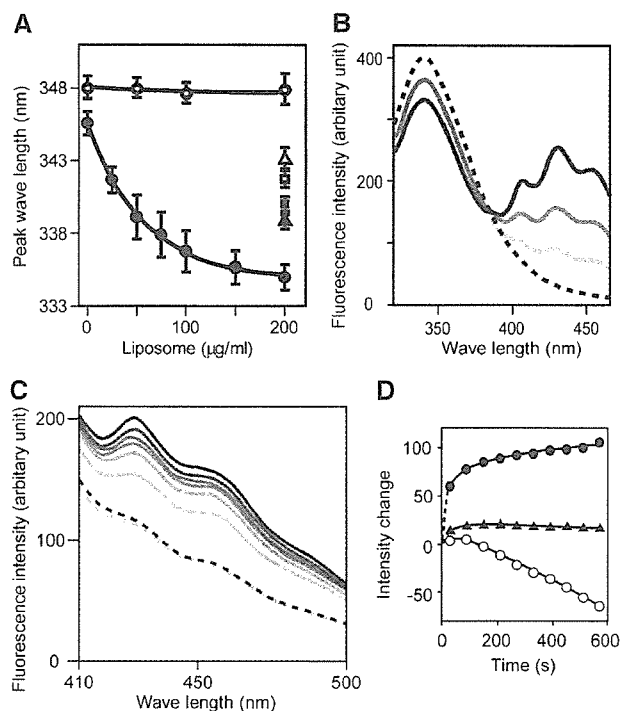 A
Peak wave length (nm)
348
343
338
333
0
100
200
Liposome (μg/ml)
B
Fluorescence intensity (arbitary unit)
400
200
0
350
400
450
Wave length (nm)
C
Fluorescence intensity (arbitary unit)
200
100
0
410
450
500
Wave length (nm)
D
Intensity change
100
50
0
-50
0
200
400
600
Time (s)